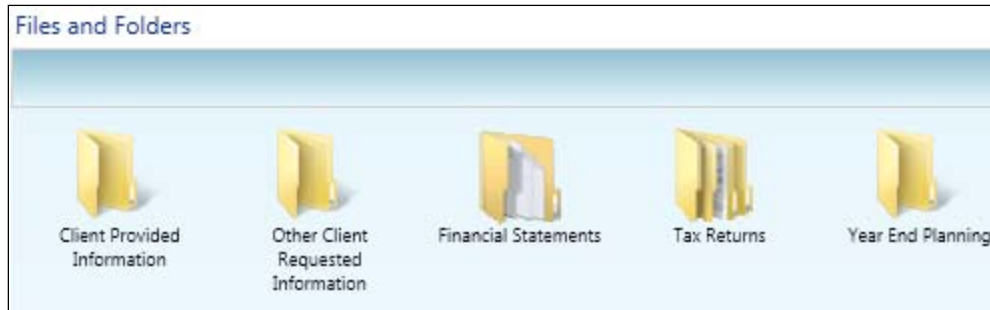 Files and Folders
Client Provided
Information
Other Client
Requested
Information
Financial Statements
Tax Returns
Year End Planning